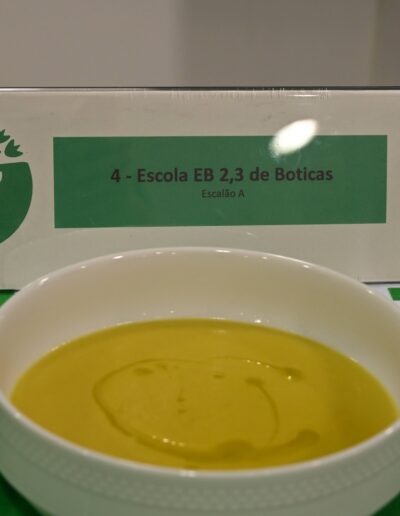 4 - Escola EB 2,3 de Boticas
Escalão A